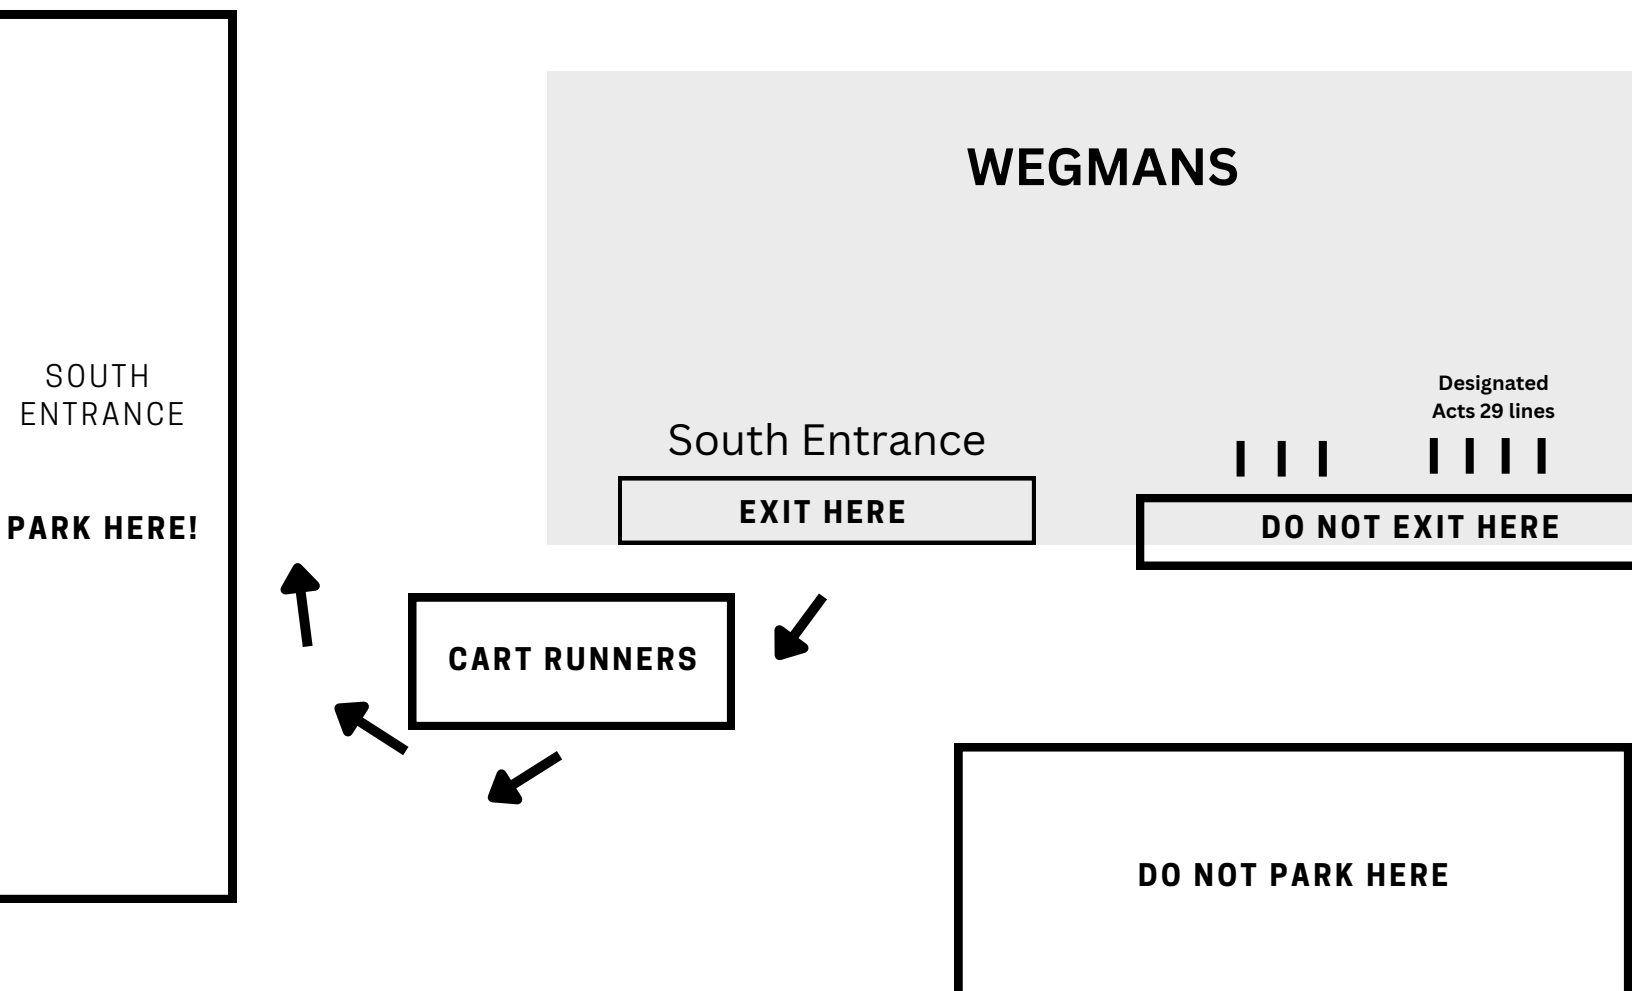 WEGMANS
SOUTH
ENTRANCE
PARK HERE!
Designated
Acts 29 lines
South Entrance
EXIT HERE
DO NOT EXIT HERE
CART RUNNERS
DO NOT PARK HERE